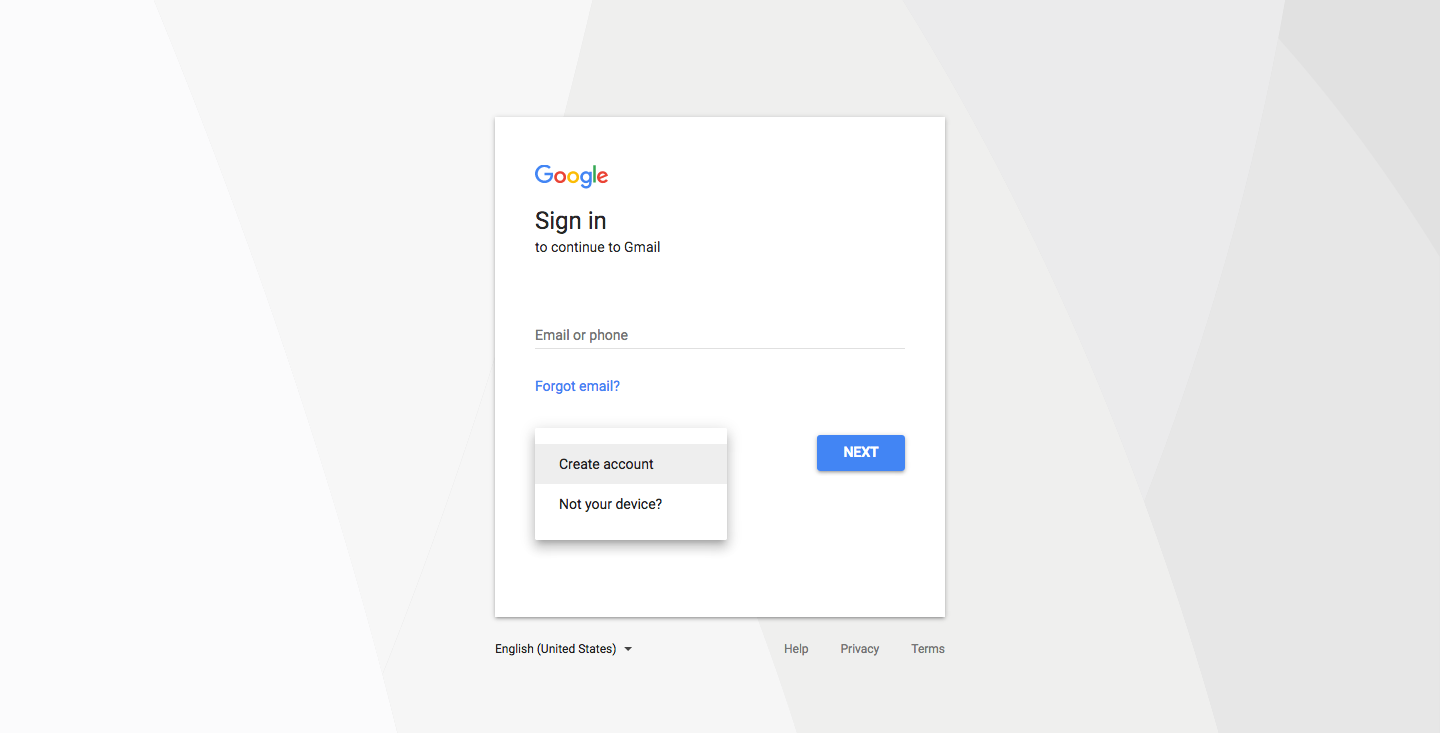 Google
Sign in
to continue to Gmail
Email or phone
Forgot email?
Create account
NEXT
Not your device?
English (United States) Help Privacy Terms